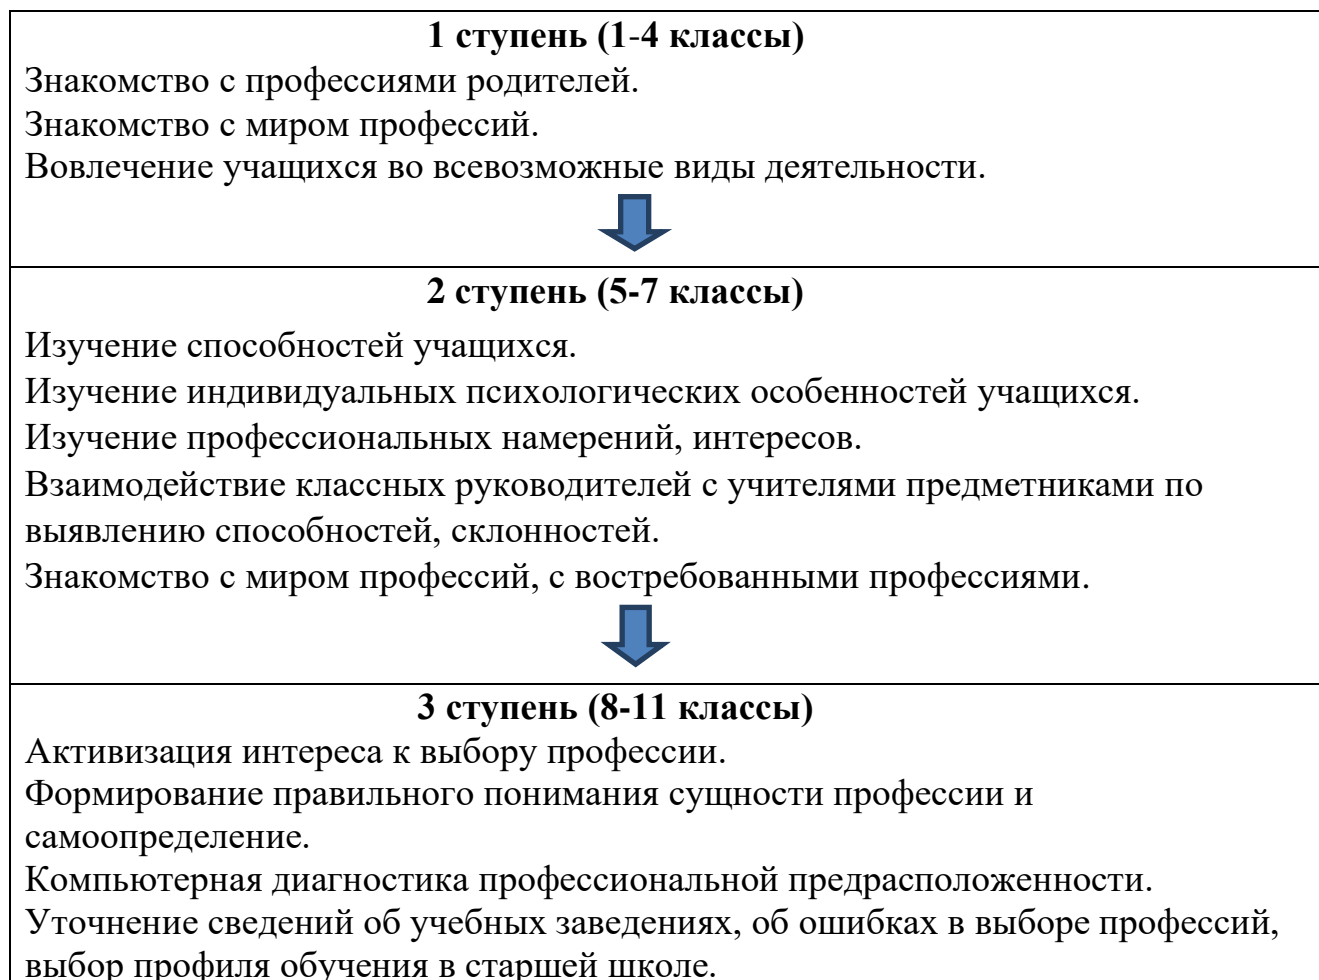 1 ступень (1-4 классы)
Знакомство с профессиями родителей.
Знакомство с миром профессий.
Вовлечение учащихся во всевозможные виды деятельности.
2 ступень (5-7 классы)
Изучение способностей учащихся.
Изучение индивидуальных психологических особенностей учащихся.
Изучение профессиональных намерений, интересов.
Взаимодействие классных руководителей с учителями предметниками по
выявлению способностей, склонностей.
Знакомство с миром профессий, с востребованными профессиями.
3 ступень (8-11 классы)
Активизация интереса к выбору профессии.
Формирование правильного понимания сущности профессии и
самоопределение.
Компьютерная диагностика профессиональной предрасположенности.
Уточнение сведений об учебных заведениях, об ошибках в выборе профессий,
выбор профиля обучения в старшей школе.